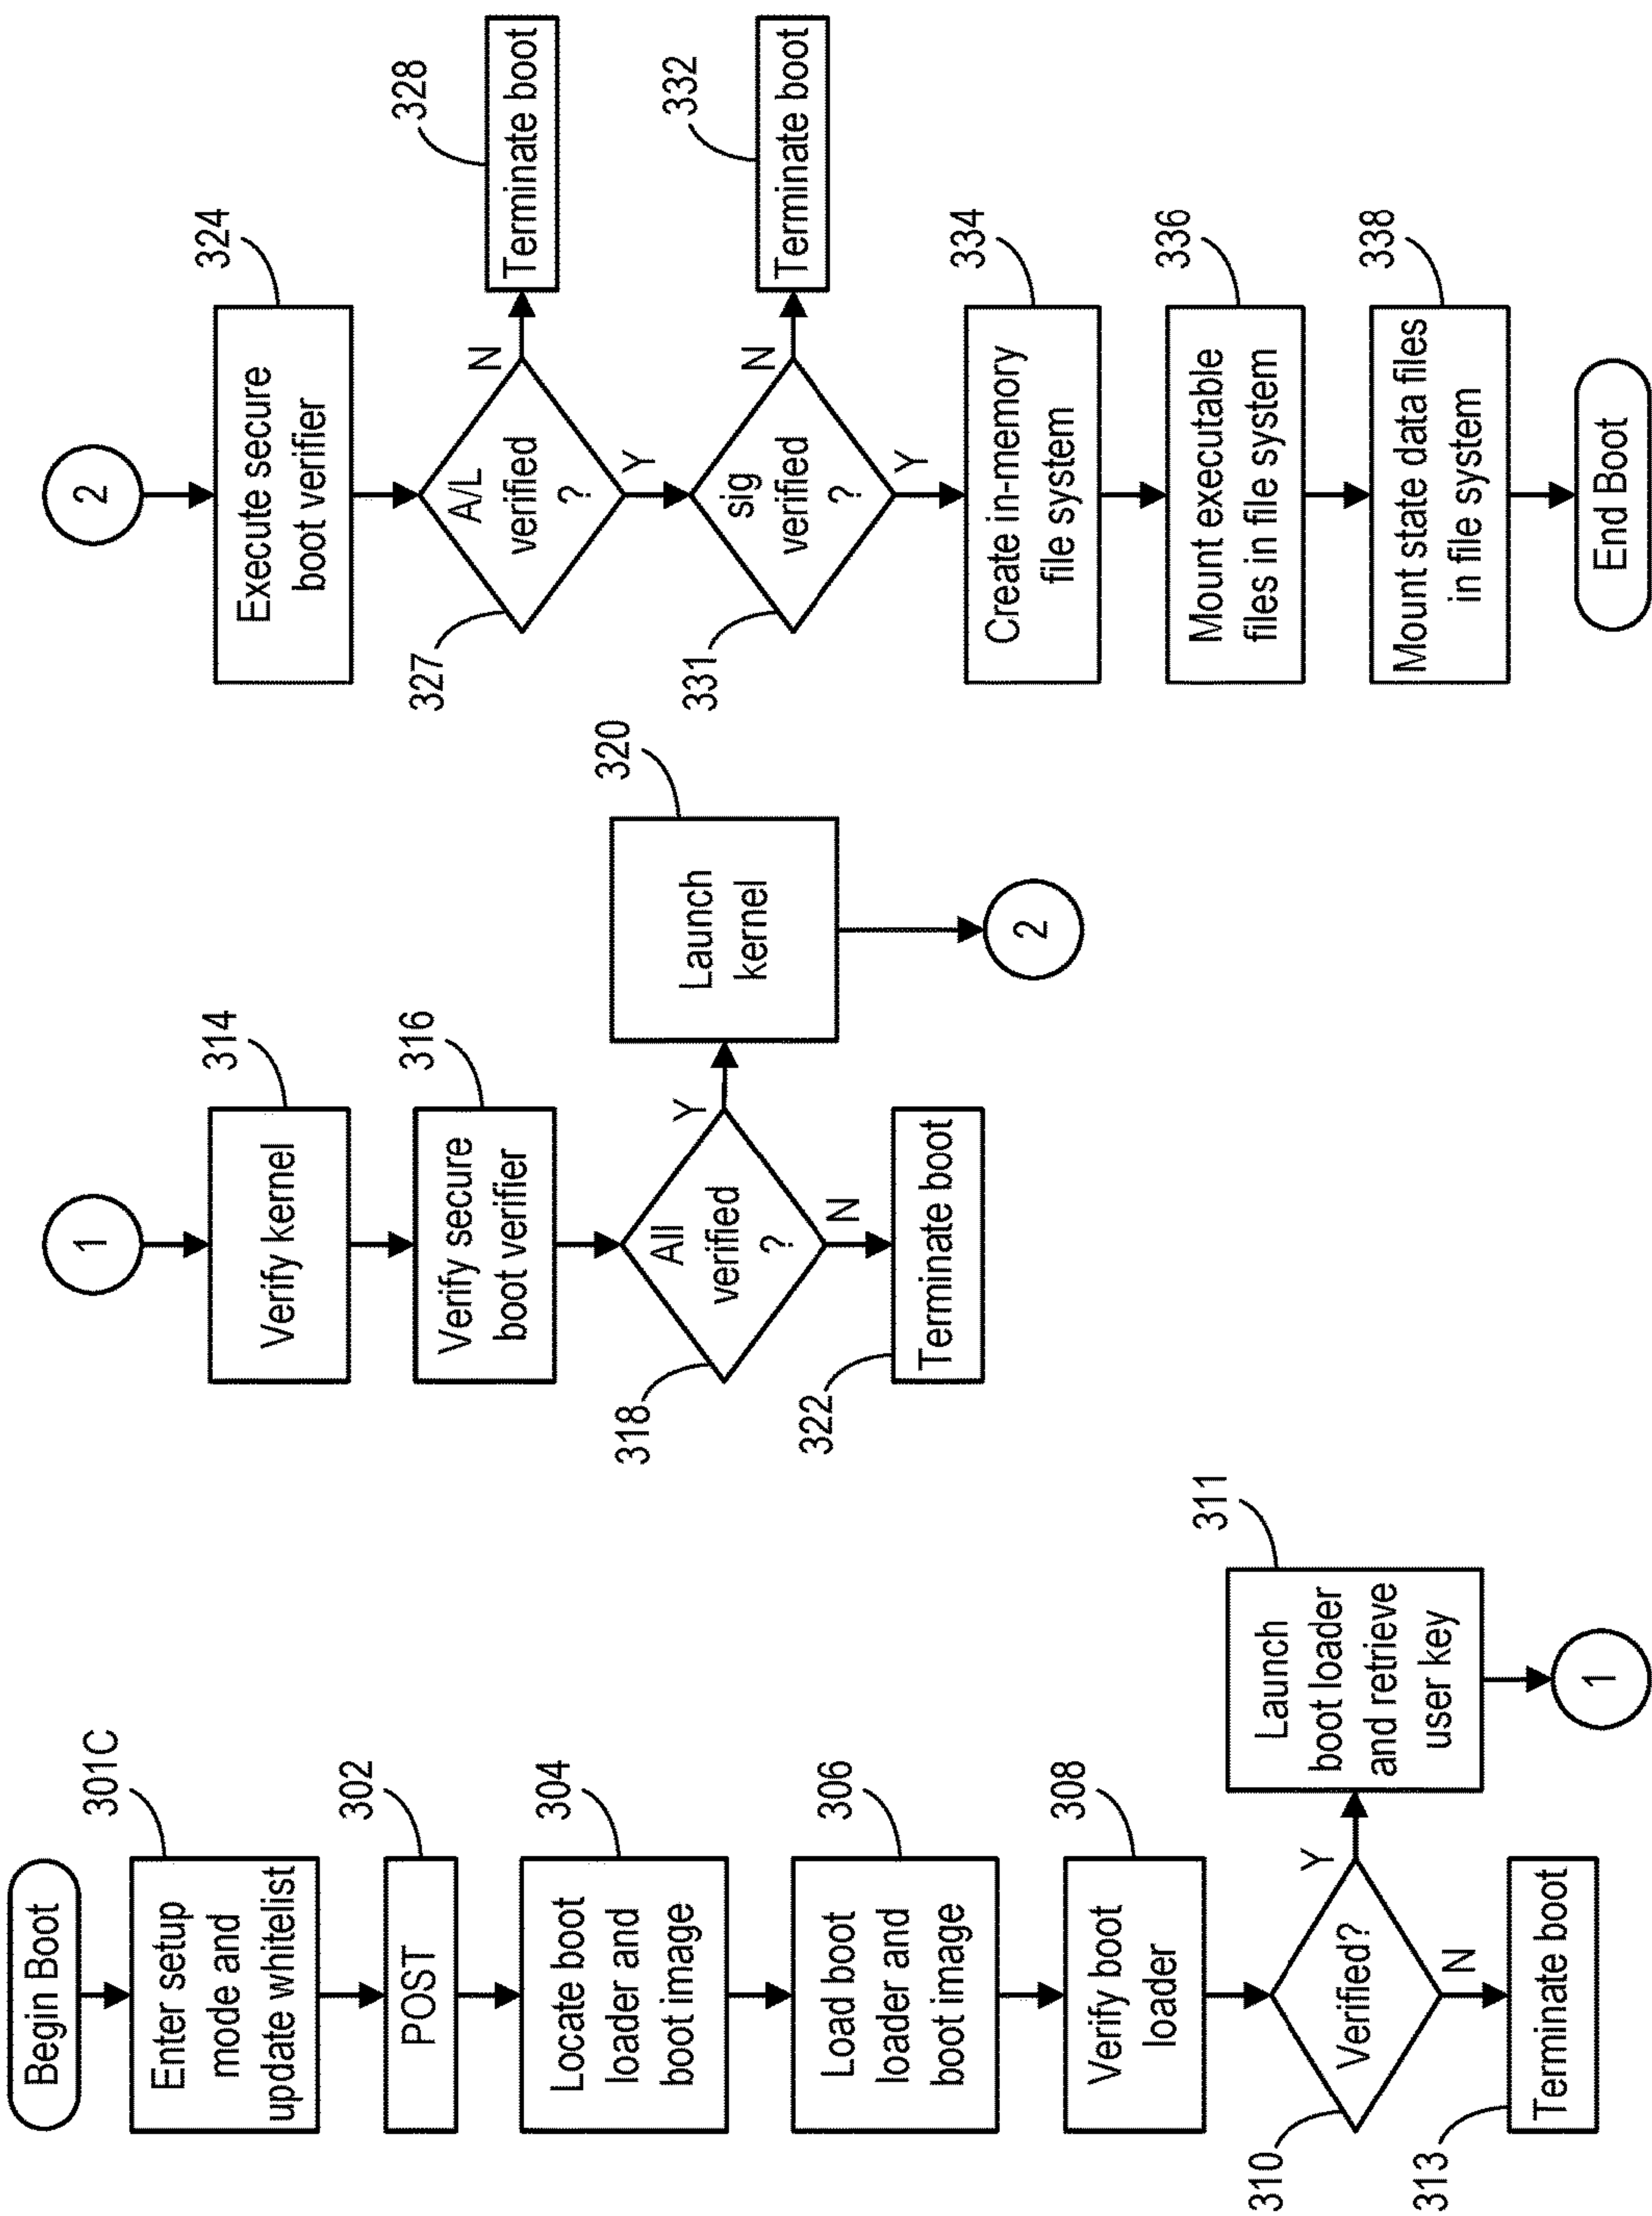 Begin Boot
301C
Enter setup
mode and
update whitelist
302
POST
304
Locate boot
loader and
boot image
306
Load boot
loader and
boot image
308
Verify boot
loader
310
Verified?
Y
N
311
Launch
boot loader
and retrieve
user key
313
Terminate boot
1
1
314
Verify kernel
316
Verify secure
boot verifier
318
All
verified
?
Y
N
320
Launch
kernel
322
Terminate boot
2
2
324
Execute secure
boot verifier
327
A/L
verified
?
N
Y
328
Terminate boot
331
sig
verified
?
N
Y
332
Terminate boot
334
Create in-memory
file system
336
Mount executable
files in file system
338
Mount state data files
in file system
End Boot